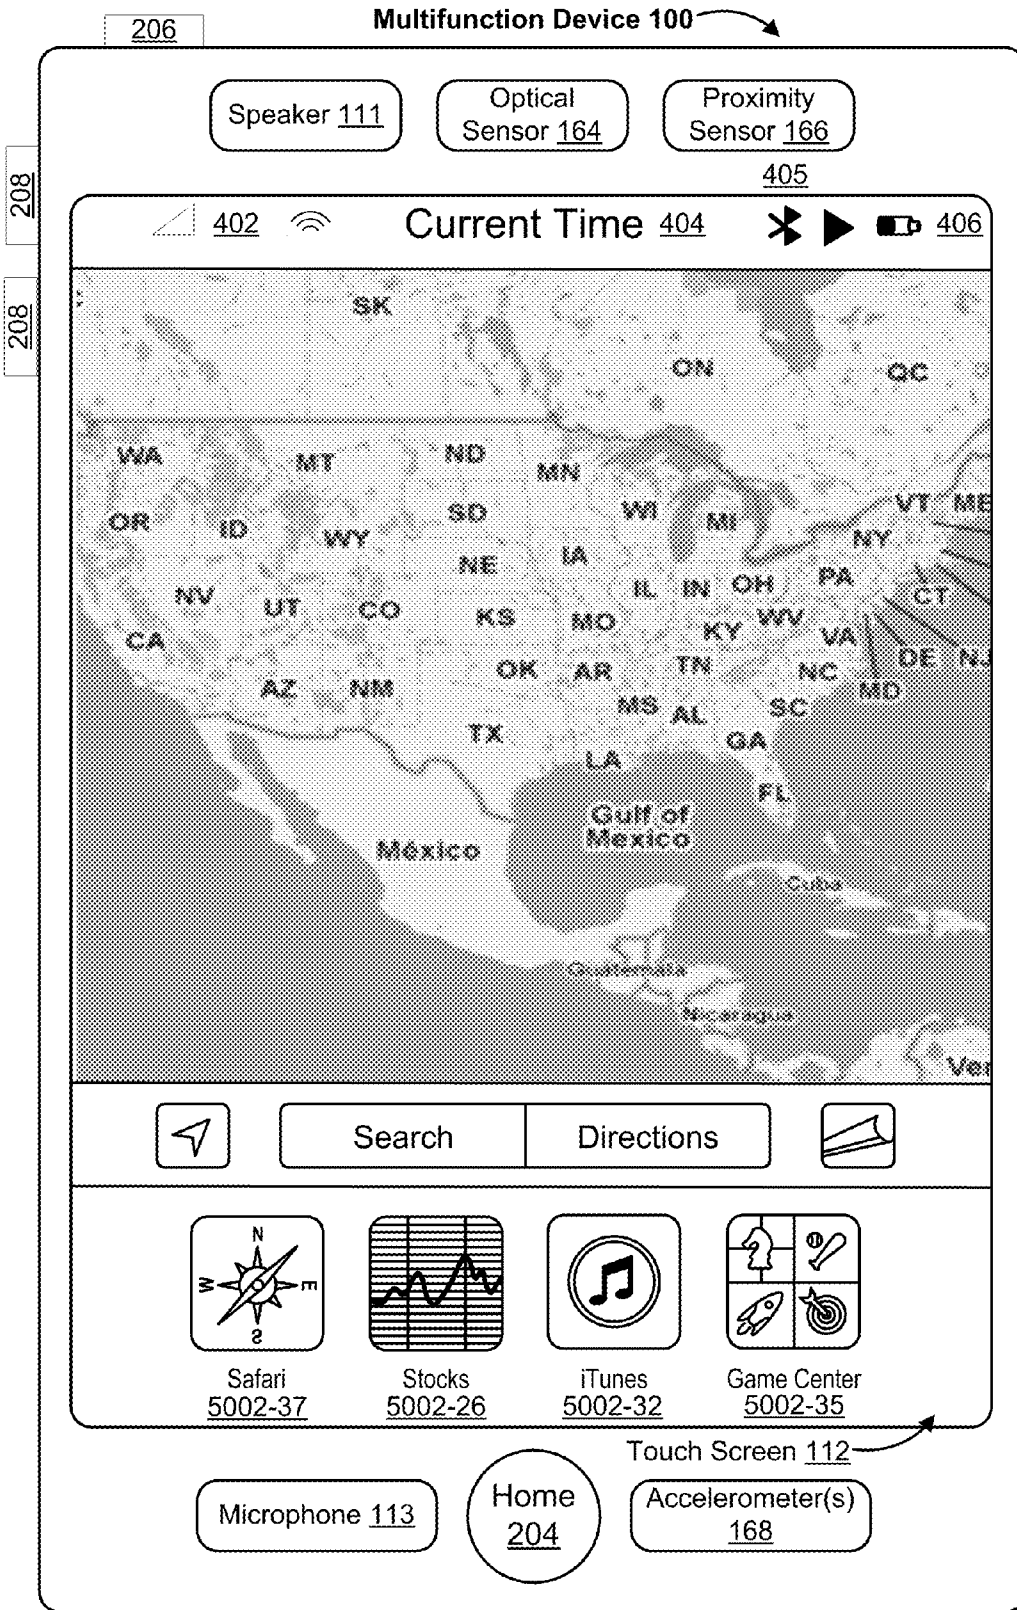 Multifunction Device 100
206
Speaker 111
Optical
Sensor 164
Proximity
Sensor 166
208
208
405
402
Current Time 404
406
SK
ON
QC
WA
MT
ND
MN
OR
ID
WY
SD
WI
MI
VT
ME
NY
NE
IA
NV
UT
CO
IL
IN
OH
PA
CT
CA
KS
MO
KY
WV
VA
AZ
NM
OK
AR
TN
NC
DE
NJ
MD
TX
MS
AL
SC
LA
GA
FL
Gulf of
Mexico
México
Cuba
Guatemala
Nicaragua
Ver
Search
Directions
N
W
E
S
Safari
5002-37
Stocks
5002-26
iTunes
5002-32
Game Center
5002-35
Touch Screen 112
Microphone 113
Home
204
Accelerometer(s)
168